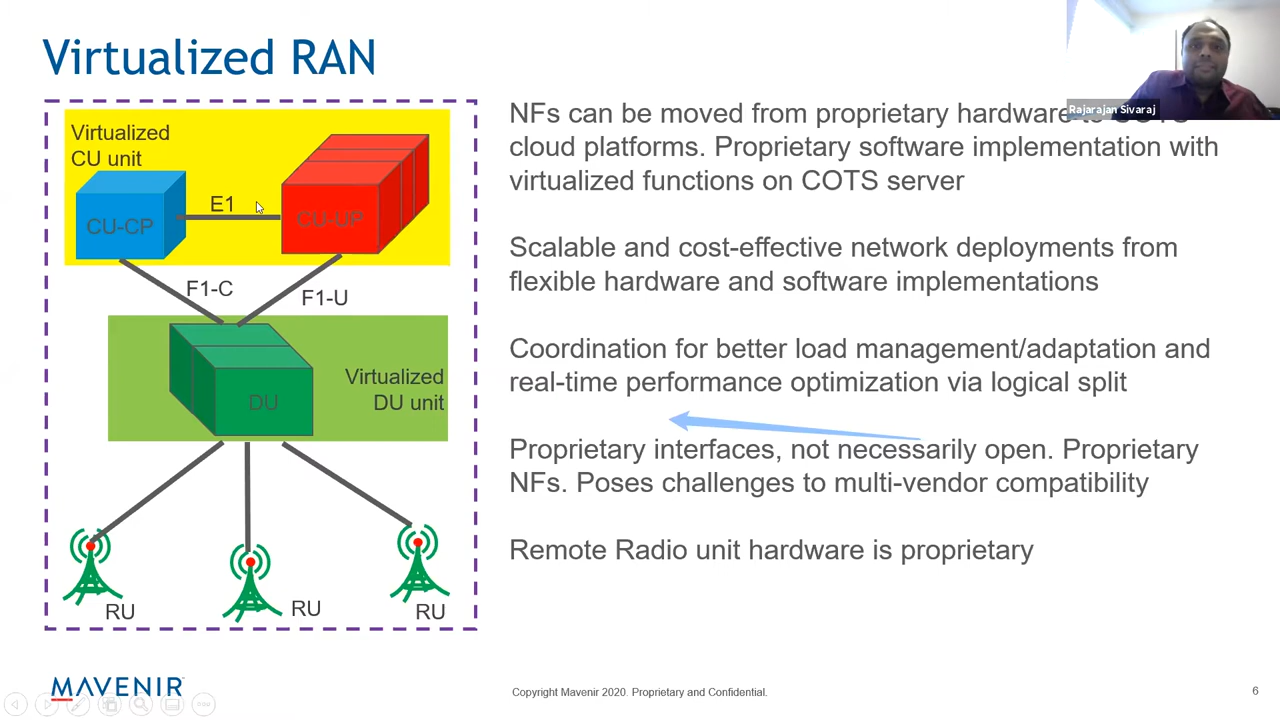 Virtualized RAN
Rajarajan Sivaraj
Virtualized
CU unit
CU-CP
E1
CU-UP
F1-C
F1-U
DU
Virtualized
DU unit
RU
RU
RU
NFs can be moved from proprietary hardware
cloud platforms. Proprietary software implementation with
virtualized functions on COTS server
Scalable and cost-effective network deployments from
flexible hardware and software implementations
Coordination for better load management/adaptation and
real-time performance optimization via logical split
Proprietary interfaces, not necessarily open. Proprietary
NFs. Poses challenges to multi-vendor compatibility
Remote Radio unit hardware is proprietary
MAVENIR
Copyright Mavenir 2020. Proprietary and Confidential.
6